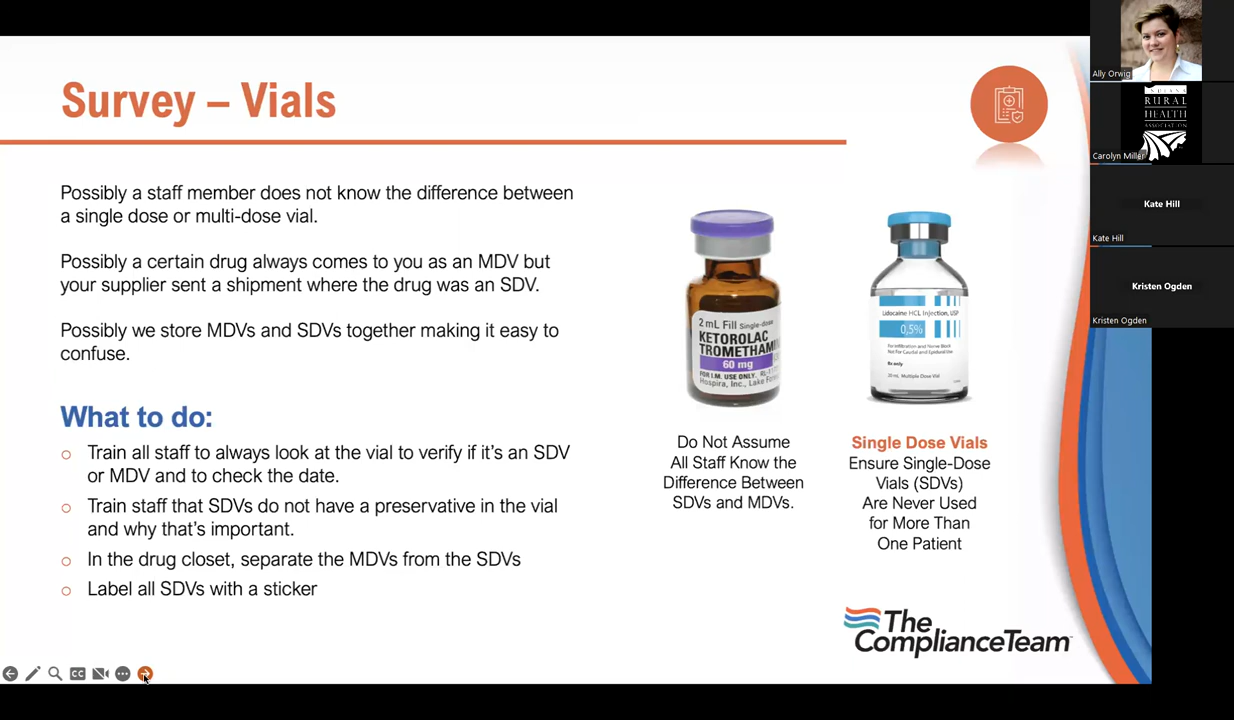 Survey – Vials
Possibly a staff member does not know the difference between
a single dose or multi-dose vial.
Possibly a certain drug always comes to you as an MDV but
your supplier sent a shipment where the drug was an SDV.
Possibly we store MDVs and SDVs together making it easy to
confuse.
What to do:
Train all staff to always look at the vial to verify if it's an SDV
or MDV and to check the date.
Train staff that SDVs do not have a preservative in the vial
and why that's important.
In the drug closet, separate the MDVs from the SDVs
Label all SDVs with a sticker
2 mL Fill Single-dose
KETOROLAC
TROMETHAMI
60 mg
FOR I.M. USE ONLY.
Hospira, Inc., Lake
Do Not Assume
All Staff Know the
Difference Between
SDVs and MDVs.
Lidocaine HCL Injection, USP
0,5%
For Infiltration and Nerve Block
Not For Caudal and Epidural Use
Rx only
Multiple Dose Vial
Single Dose Vials
Ensure Single-Dose
Vials (SDVs)
Are Never Used
for More Than
One Patient
The
ComplianceTeam
CC
Ally Orwig
RURAL
HEALTH
ASSOCIATION
Carolyn Miller
Kate Hill
Kate Hill
Kristen Ogden
Kristen Ogden